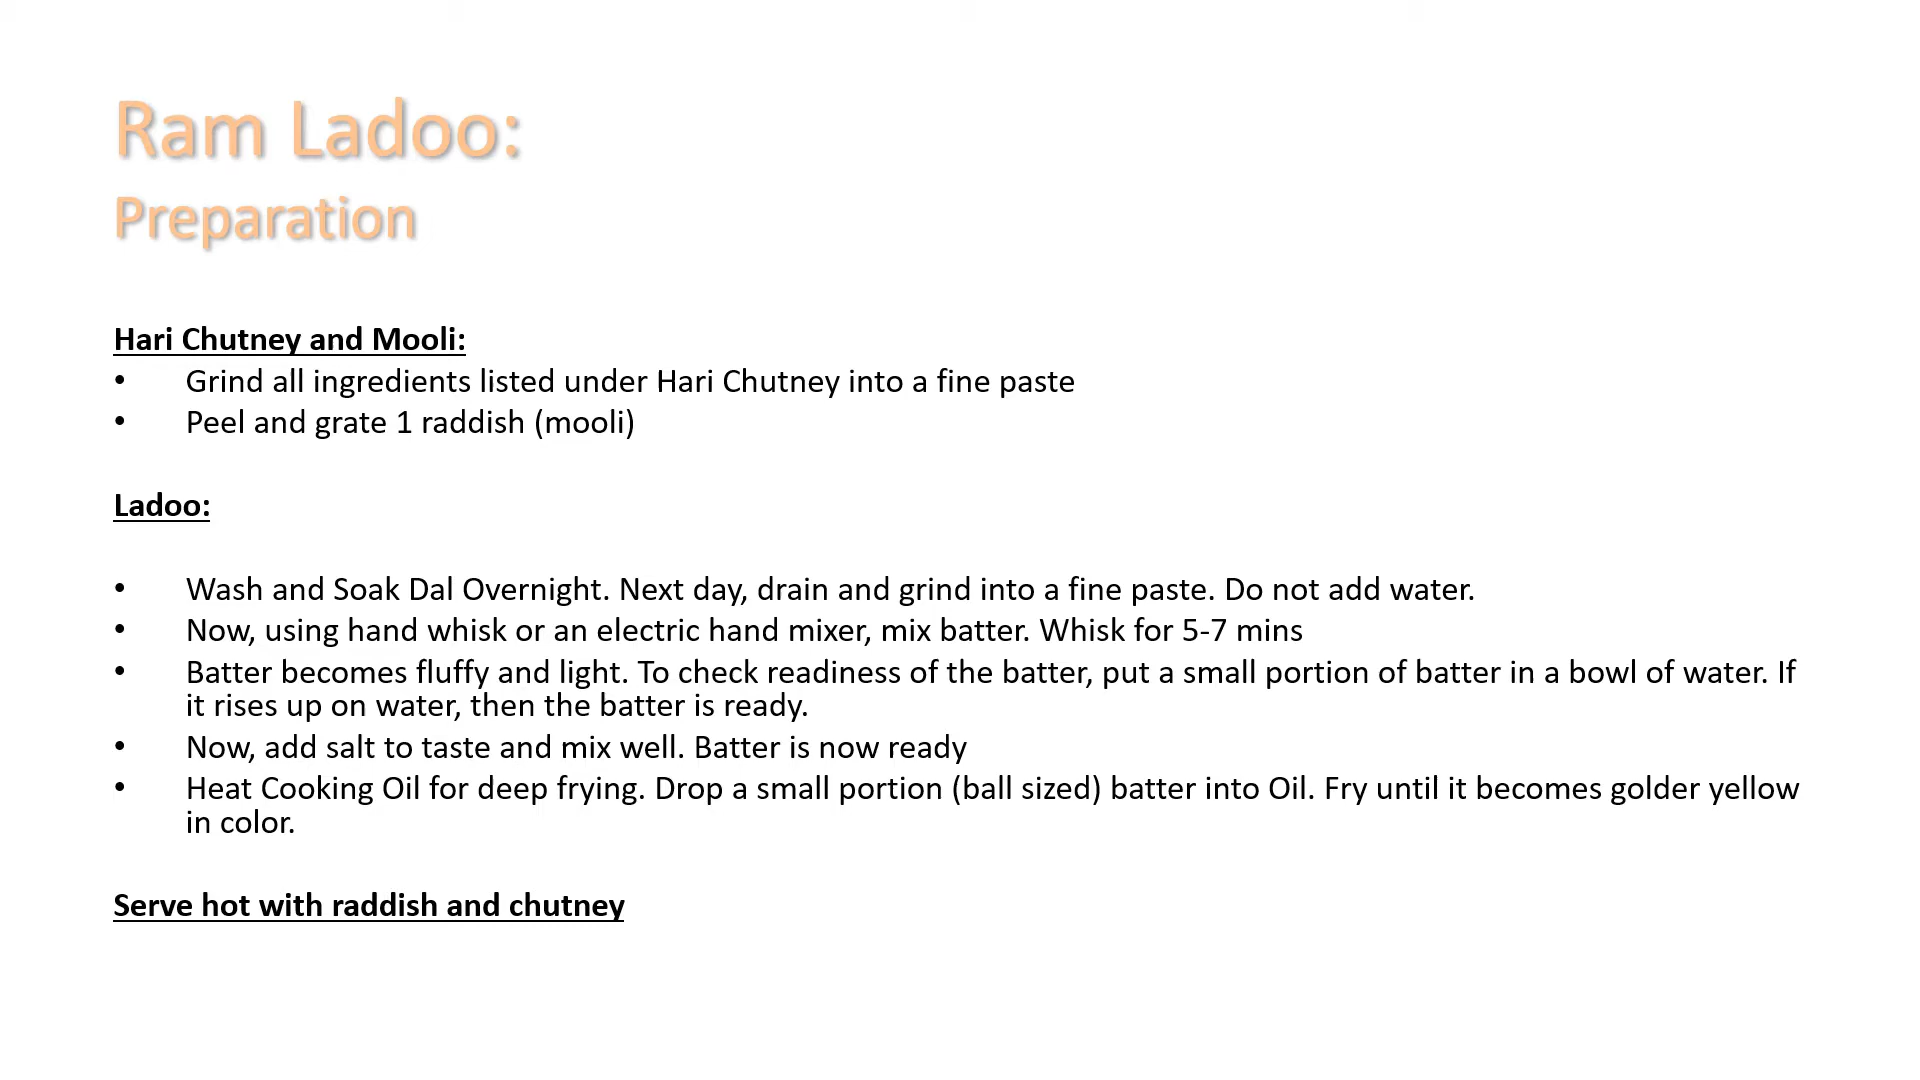 Ram Ladoo:
Preparation
Hari Chutney and Mooli:
• Grind all ingredients listed under Hari Chutney into a fine paste
• Peel and grate 1 raddish (mooli)
Ladoo:
• Wash and Soak Dal Overnight. Next day, drain and grind into a fine paste. Do not add water.
• Now, using hand whisk or an electric hand mixer, mix batter. Whisk for 5-7 mins
• Batter becomes fluffy and light. To check readiness of the batter, put a small portion of batter in a bowl of water. If
it rises up on water, then the batter is ready.
• Now, add salt to taste and mix well. Batter is now ready
• Heat Cooking Oil for deep frying. Drop a small portion (ball sized) batter into Oil. Fry until it becomes golder yellow
in color.
Serve hot with raddish and chutney